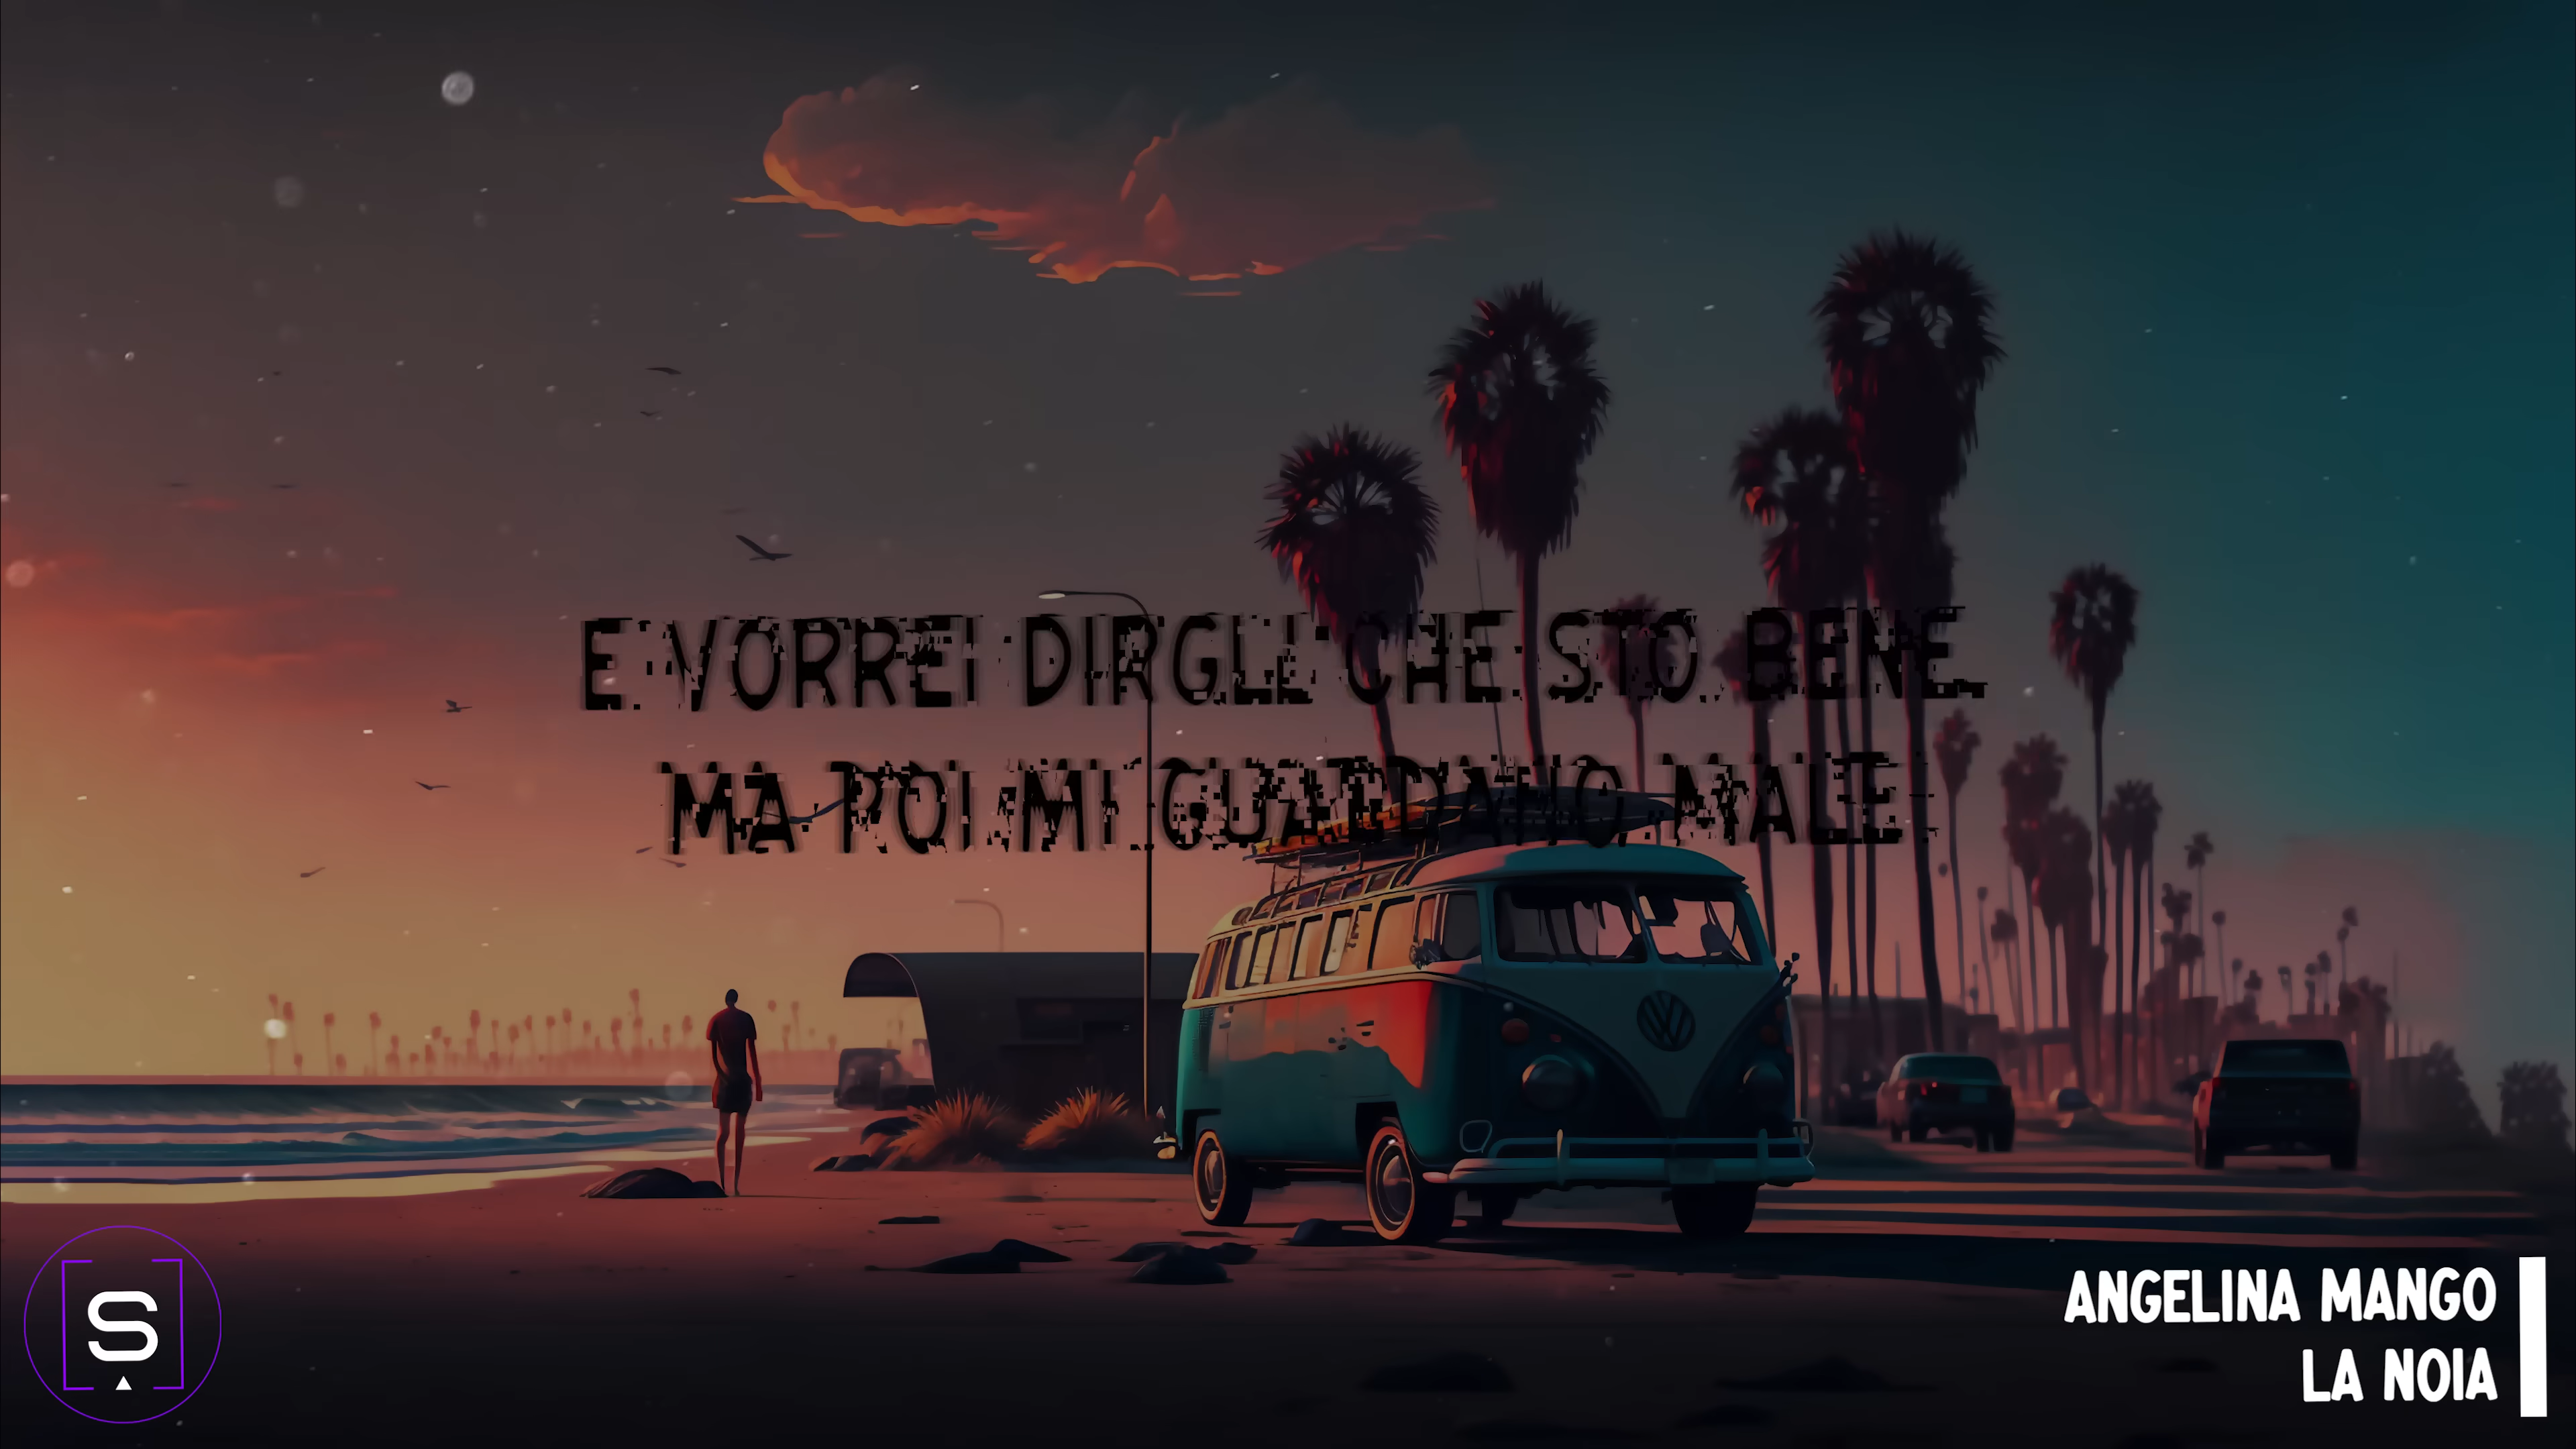 E VORREI DIRGLI CHE STO BENE
MA POI MI GUARDANO MALE
S
ANGELINA MANGO
LA NOIA